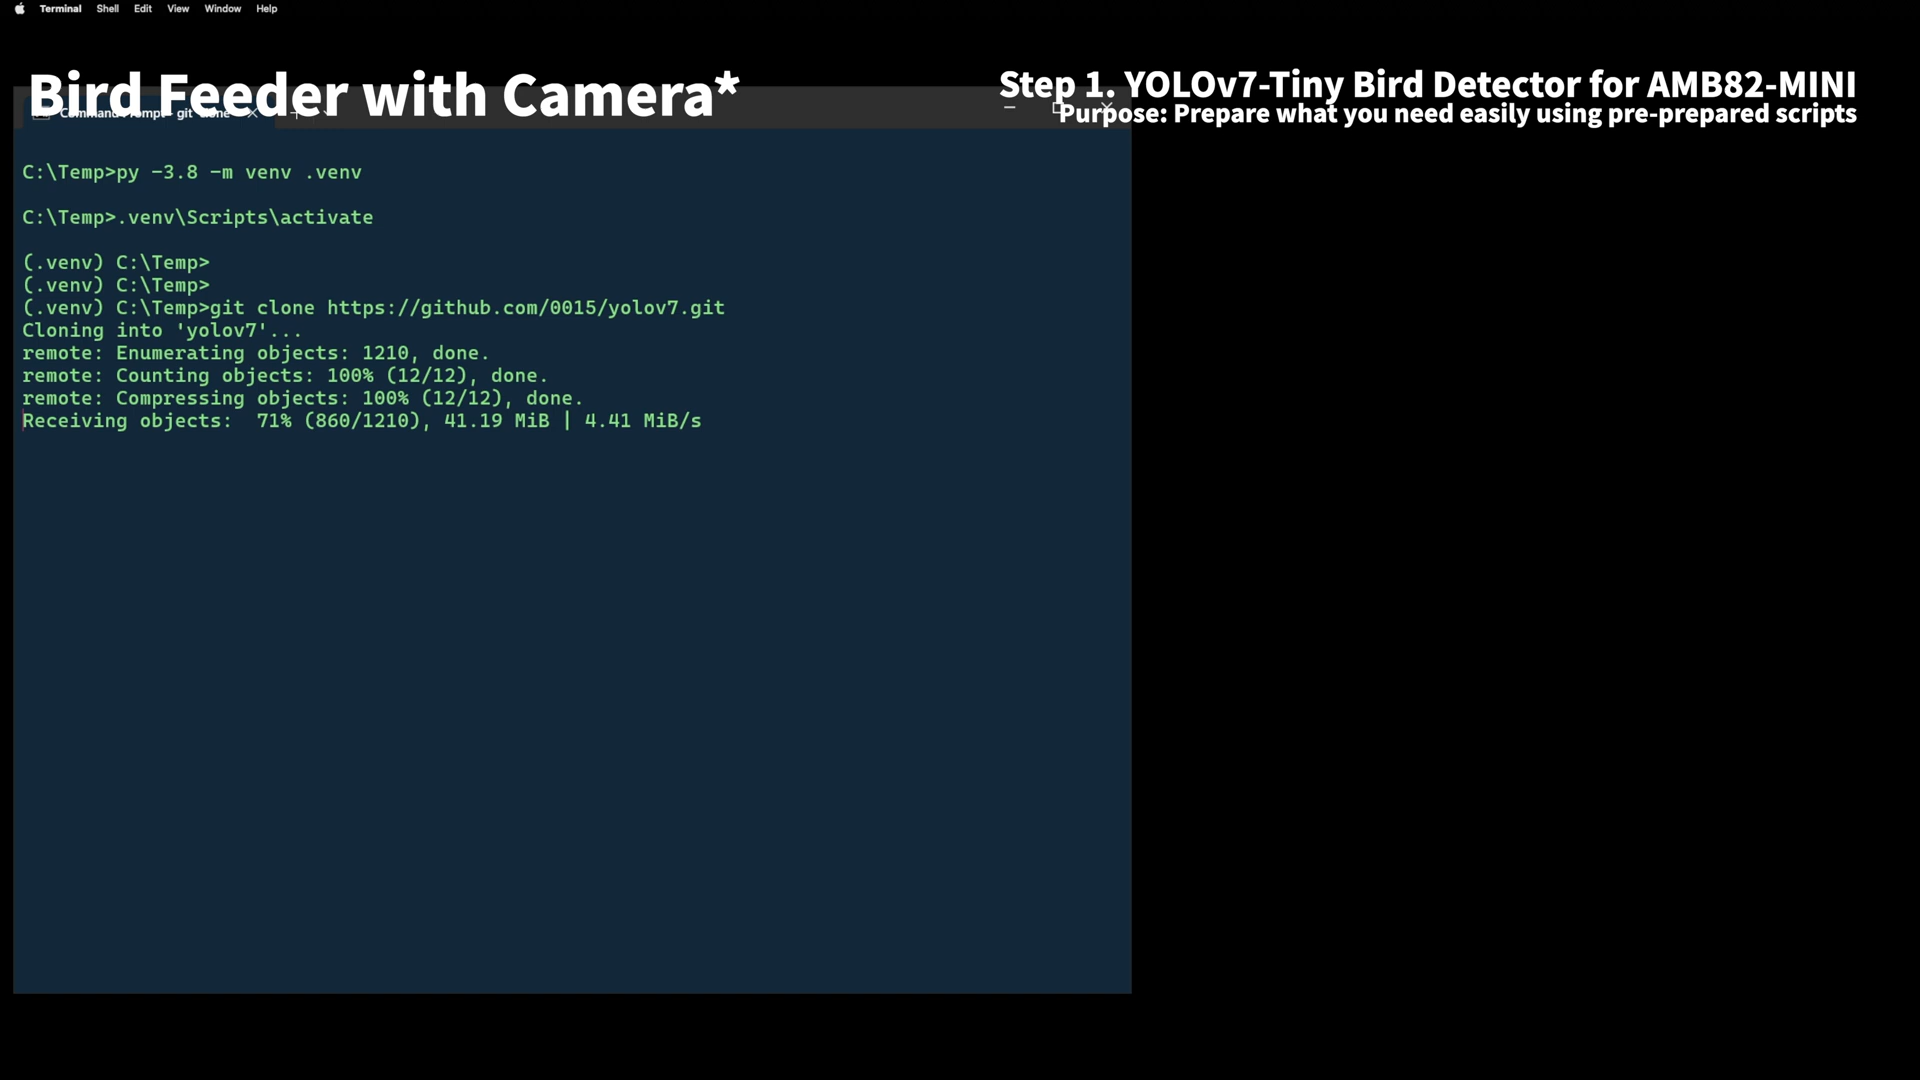 Terminal Shell Edit View Window Help
Bird Feeder with Camera*
Step 1. YOLOv7-Tiny Bird Detector for AMB82-MINI
Purpose: Prepare what you need easily using pre-prepared scripts
Command Prompt - git clone
C:\Temp>py -3.8 -m venv .venv
C:\Temp>.venv\Scripts\activate
(.venv) C:\Temp>
(.venv) C:\Temp>
(.venv) C:\Temp>git clone https://github.com/0015/yolov7.git
Cloning into 'yolov7'...
remote: Enumerating objects: 1210, done.
remote: Counting objects: 100% (12/12), done.
remote: Compressing objects: 100% (12/12), done.
Receiving objects:  71% (860/1210), 41.19 MiB | 4.41 MiB/s